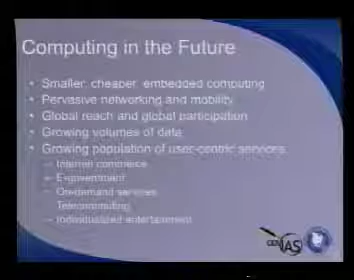 Computing in the Future
• Smaller, cheaper, embedded computing
• Pervasive networking and mobility
• Global reach and global participation
• Growing volumes of data
• Growing population of user-centric services
– Internet commerce
– E-government
– On-demand services
– Telecommuting
– Individualized entertainment
CERIAS